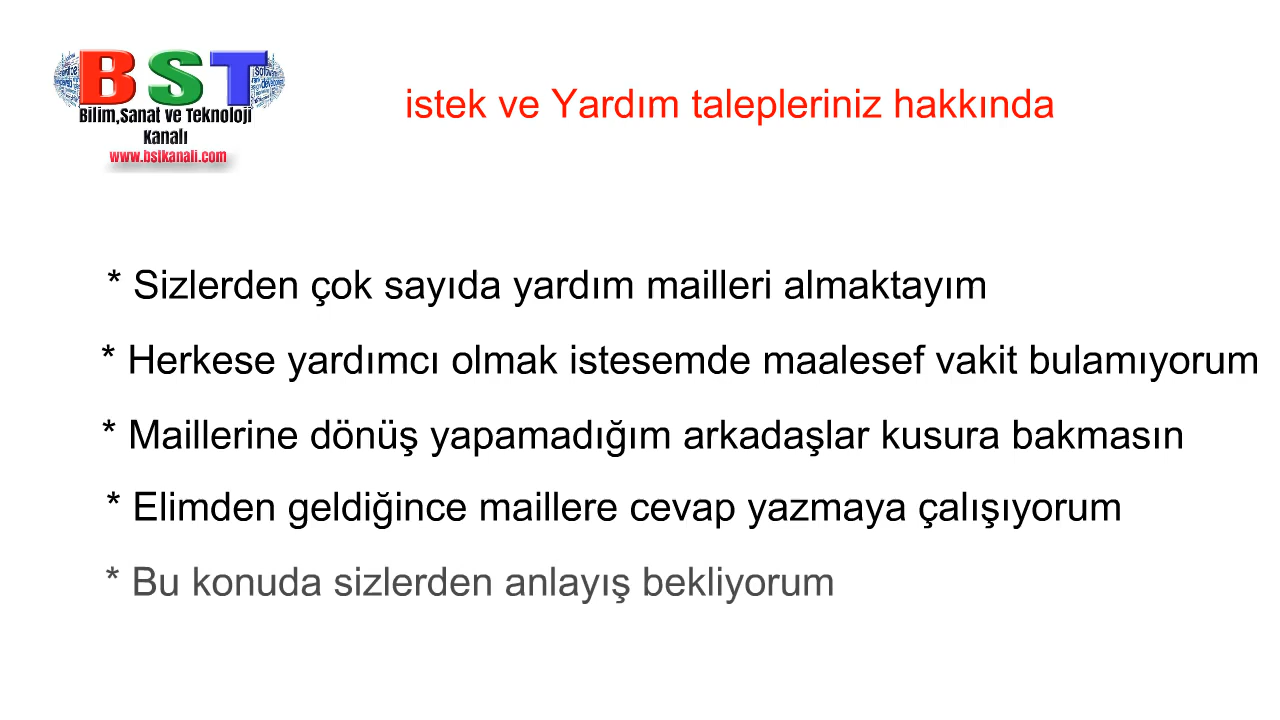 BST
Bilim,Sanat ve Teknoloji
Kanalı
www.bstkanali.com
istek ve Yardım talepleriniz hakkında
* Sizlerden çok sayıda yardım mailleri almaktayım
* Herkese yardımcı olmak istesemde maalesef vakit bulamıyorum
* Maillerine dönüş yapamadığım arkadaşlar kusura bakmasın
* Elimden geldiğince maillere cevap yazmaya çalışıyorum
* Bu konuda sizlerden anlayış bekliyorum